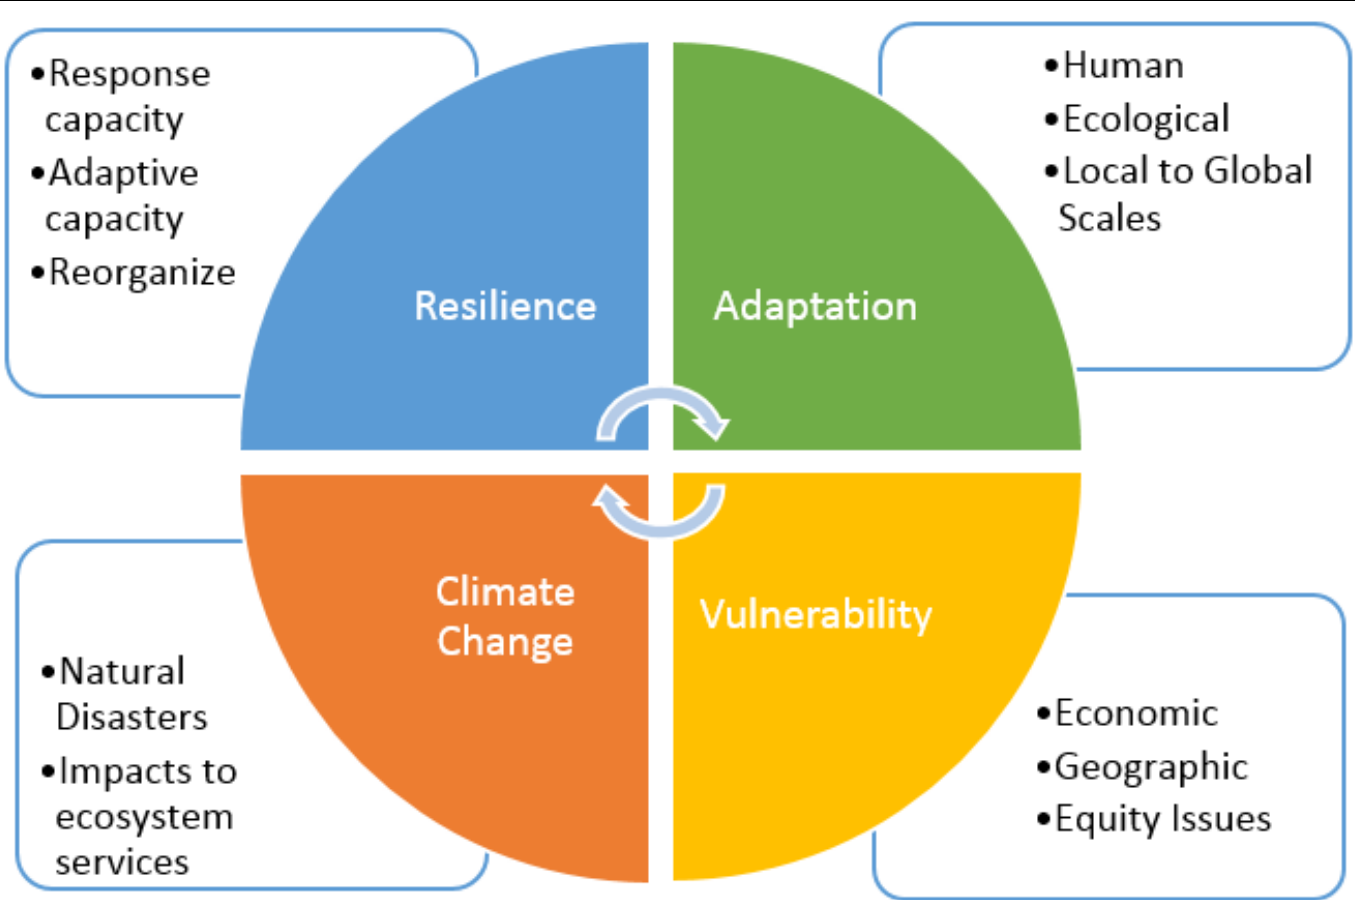 •Response
capacity
•Adaptive
capacity
•Reorganize
Resilience
•Human
•Ecological
•Local to Global
Scales
Adaptation
Climate
Change
•Natural
Disasters
•Impacts to
ecosystem
services
Vulnerability
•Economic
•Geographic
•Equity Issues